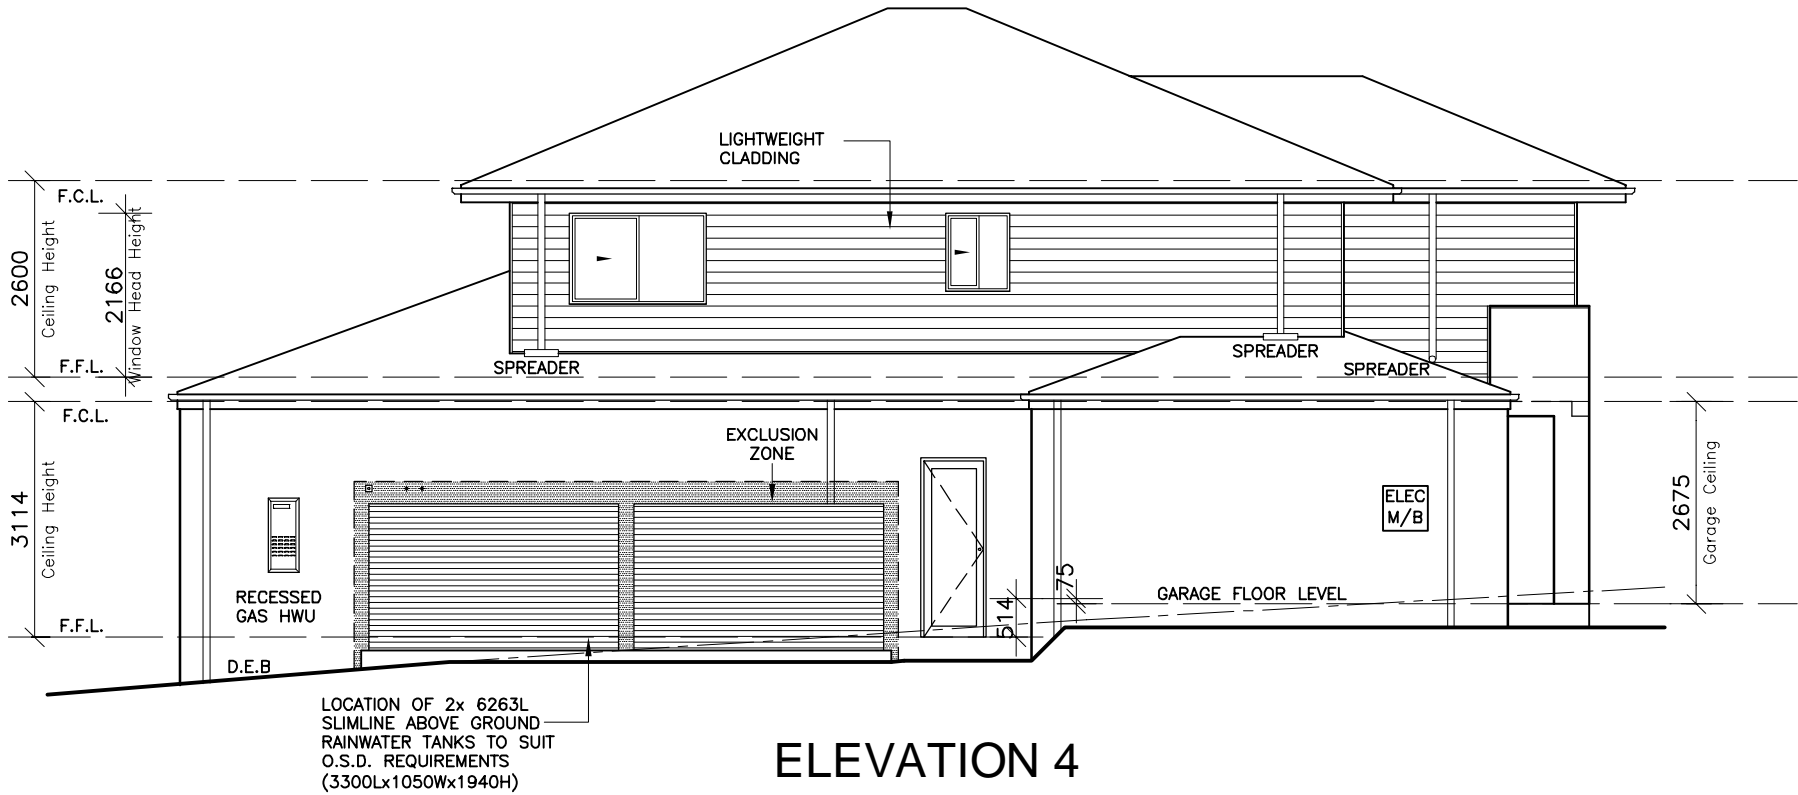 LIGHTWEIGHT
CLADDING
F.C.L.
2600
Ceiling Height
2166
Window Head Height
F.F.L.
SPREADER
SPREADER
SPREADER
F.C.L.
3114
Ceiling Height
EXCLUSION
ZONE
ELEC
M/B
2675
Garage Ceiling
RECESSED
GAS HWU
514
75
GARAGE FLOOR LEVEL
F.F.L.
D.E.B
LOCATION OF 2x 6263L
SLIMLINE ABOVE GROUND
RAINWATER TANKS TO SUIT
O.S.D. REQUIREMENTS
(3300Lx1050Wx1940H)
ELEVATION 4